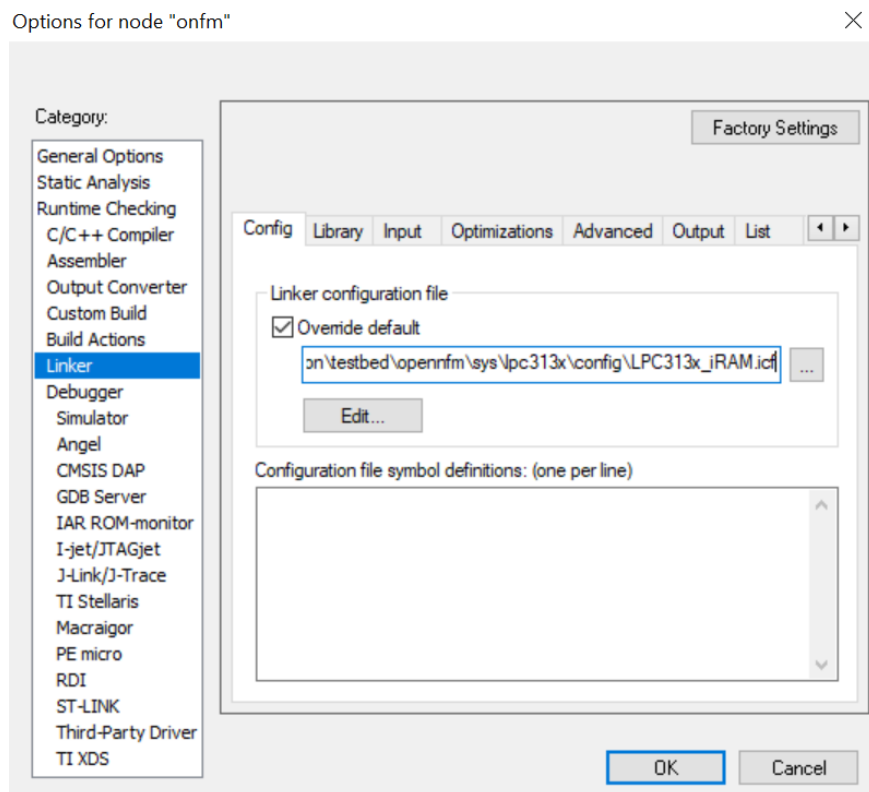 Options for node "onfm"
Category:
General Options
Static Analysis
Runtime Checking
C/C++ Compiler
Assembler
Output Converter
Custom Build
Build Actions
Linker
Debugger
Simulator
Angel
CMSIS DAP
GDB Server
IAR ROM-monitor
I-jet/JTAGjet
J-Link/J-Trace
TI Stellaris
Macraigor
PE micro
RDI
ST-LINK
Third-Party Driver
TI XDS
Factory Settings
Config Library Input Optimizations Advanced Output List
Linker configuration file
Override default
on\testbed\opennfm\sys\lpc313x\config\LPC313x_iRAM.icf
...
Edit...
Configuration file symbol definitions: (one per line)
OK Cancel